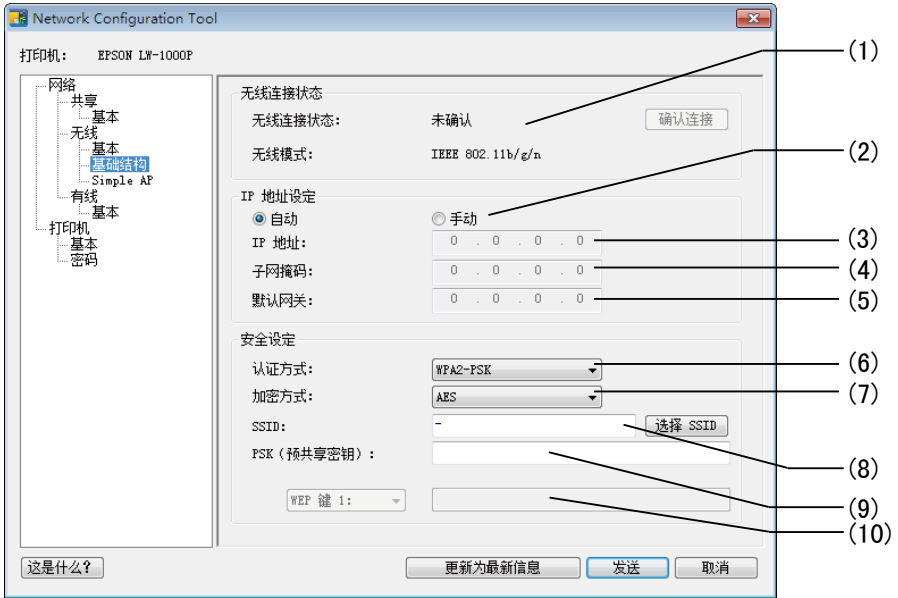 Network Configuration Tool
打印机： EPSON LW-1000P
网络
共享
基本
无线
基本
基础结构
Simple AP
有线
基本
打印机
基本
密码
无线连接状态
无线连接状态： 未确认 确认连接
无线模式： IEEE 802.11b/g/n
IP 地址设定
自动 手动
IP 地址： 0 . 0 . 0 . 0
子网掩码： 0 . 0 . 0 . 0
默认网关： 0 . 0 . 0 . 0
安全设定
认证方式： WPA2-PSK
加密方式： AES
SSID： - 选择 SSID
PSK（预共享密钥）：
WEP 键 1:
这是什么? 更新为最新信息 发送 取消
(1)
(2)
(3)
(4)
(5)
(6)
(7)
(8)
(9)
(10)